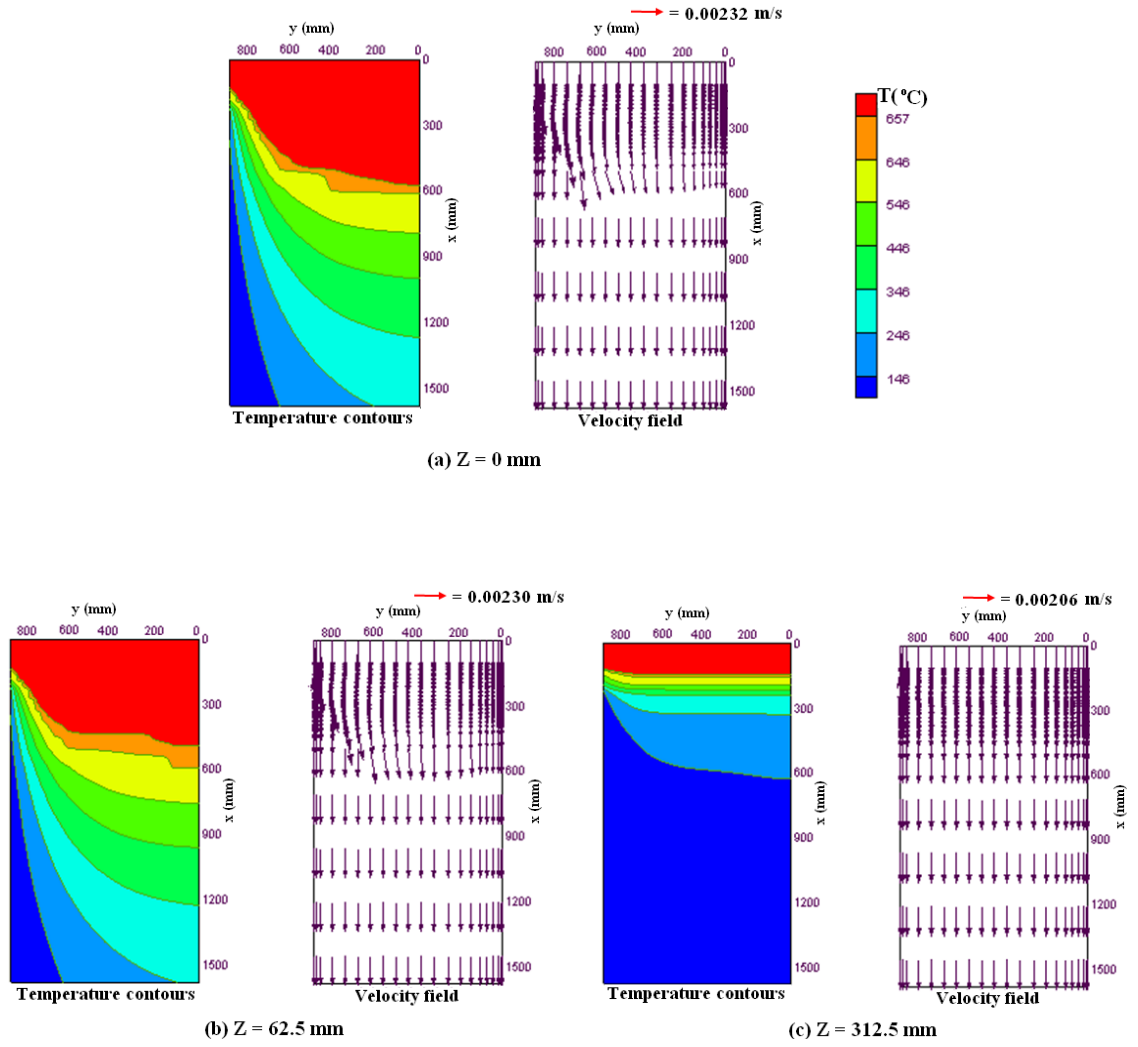 = 0.00232 m/s
y (mm)
800 600 400 200 0
0
300
600
900
1200
1500
x (mm)
Temperature contours
800 600 400 200 0
0
300
600
900
1200
1500
x (mm)
Velocity field
T(°C)
657
646
546
446
346
246
146
(a) Z = 0 mm
= 0.00230 m/s
y (mm)
800 600 400 200 0
0
300
600
900
1200
1500
x (mm)
Temperature contours
800 600 400 200 0
0
300
600
900
1200
1500
x (mm)
Velocity field
(b) Z = 62.5 mm
= 0.00206 m/s
y (mm)
y (mm)
800 600 400 200 0
0
300
600
900
1200
1500
x (mm)
Temperature contours
800 600 400 200 0
0
300
600
900
1200
1500
x (mm)
Velocity field
(c) Z = 312.5 mm